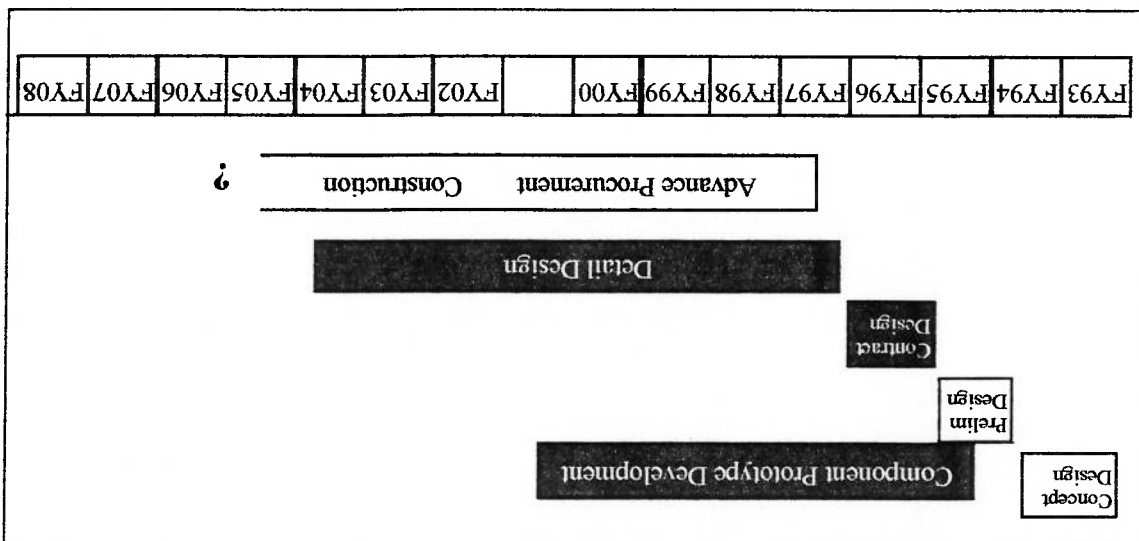 Concept
Design
Component Prototype Development
Prelim
Design
Contract
Design
Detail Design
Advance Procurement Construction ?
FY93 FY94 FY95 FY96 FY97 FY98 FY99 FY00 FY02 FY03 FY04 FY05 FY06 FY07 FY08